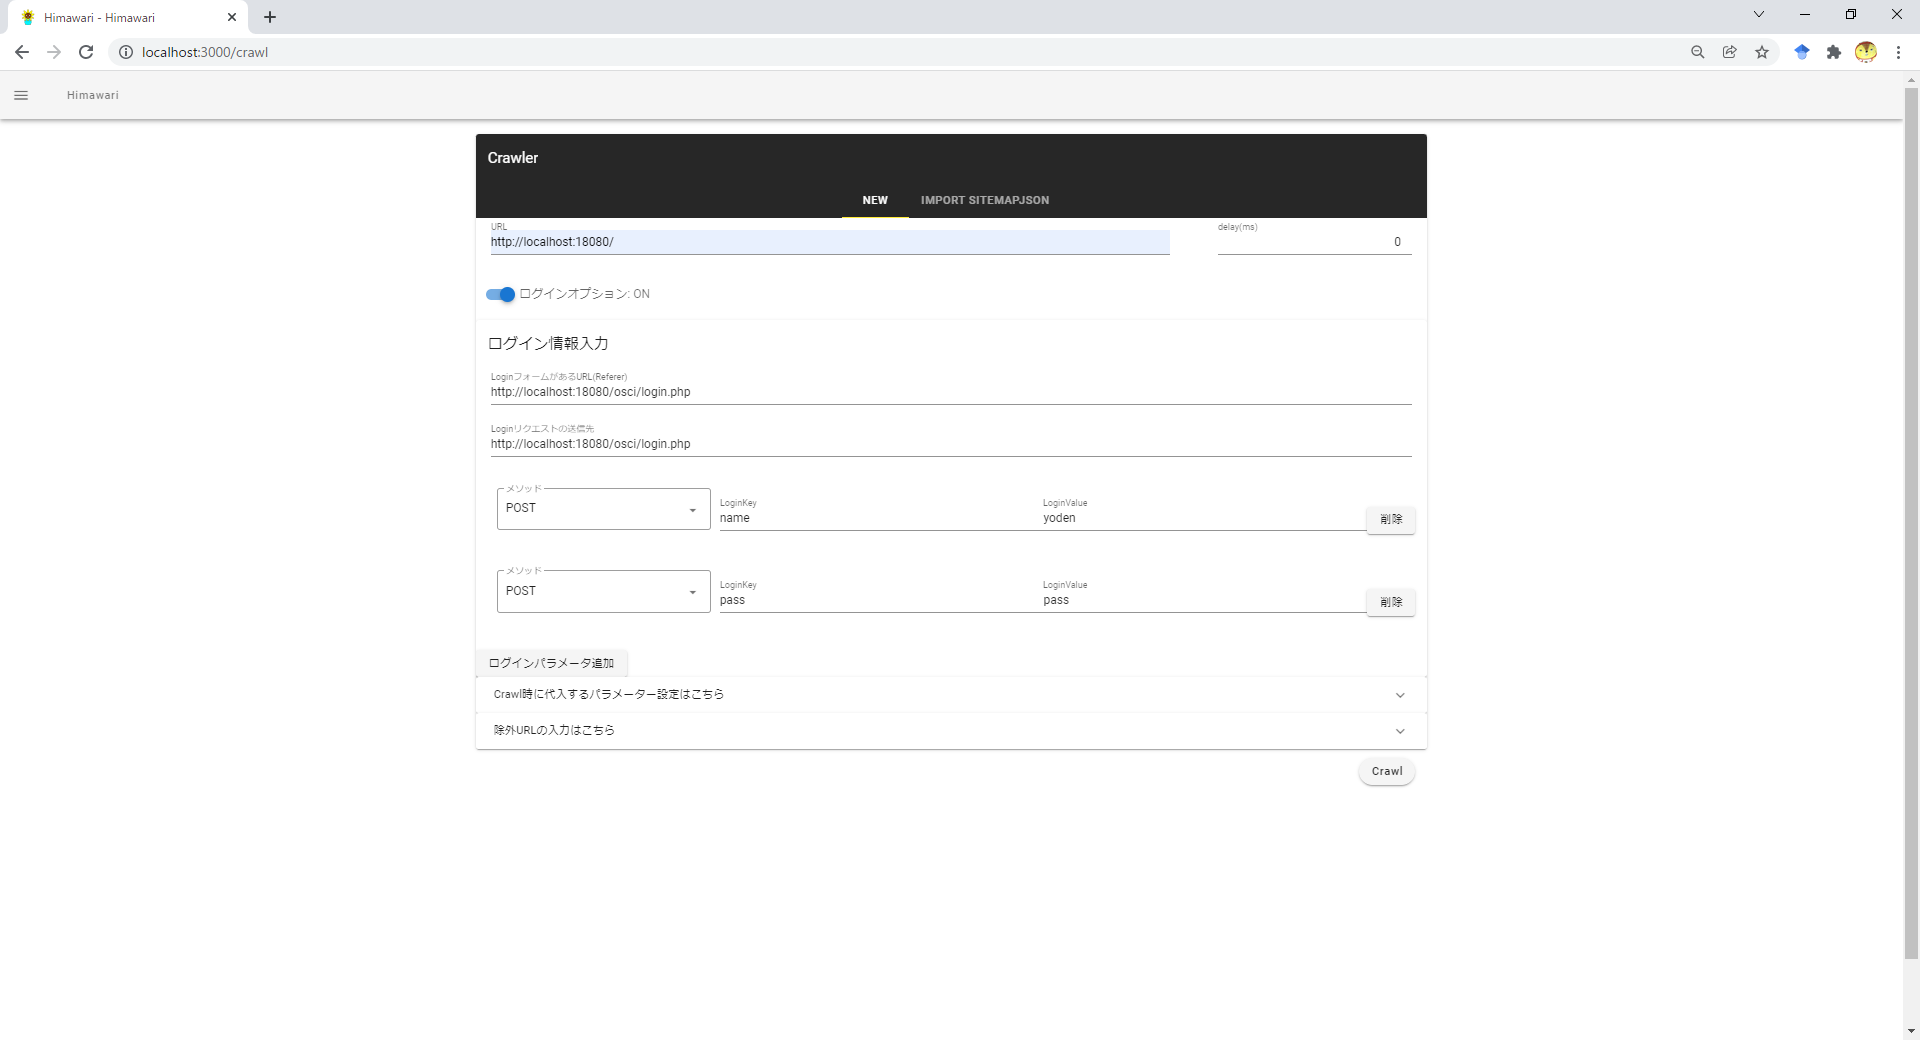 Himawari - Himawari
localhost:3000/crawl
Himawari
Crawler
NEW
IMPORT SITEMAPJSON
URL
delay(ms)
http://localhost:18080/
0
ログインオプション: ON
ログイン情報入力
LoginフォームがあるURL(Referer)
http://localhost:18080/osci/login.php
Loginリクエストの送信先
http://localhost:18080/osci/login.php
メソッド
POST
LoginKey
name
LoginValue
yoden
削除
メソッド
POST
LoginKey
pass
LoginValue
pass
削除
ログインパラメータ追加
Crawl時に代入するパラメーター設定はこちら
除外URLの入力はこちら
Crawl